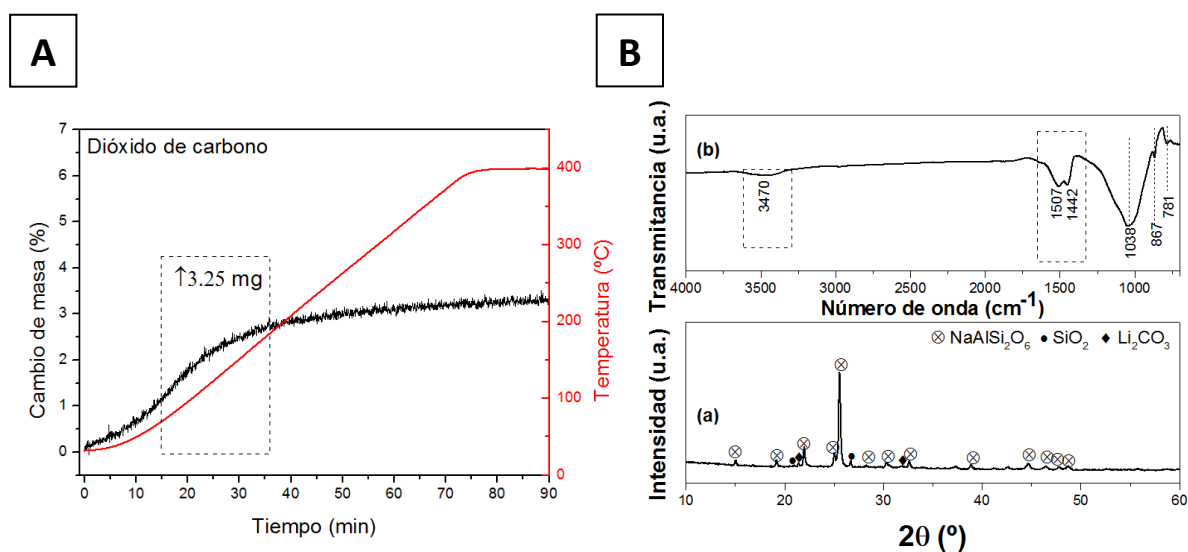 A
Dióxido de carbono
↑3.25 mg
Cambio de masa (%)
7
6
5
4
3
2
1
0
Temperatura (ºC)
400
300
200
100
0
0 10 20 30 40 50 60 70 80 90
Tiempo (min)
B
Transmitancia (u.a.)
(b)
3470
1507
1442
1038
867
781
4000 3500 3000 2500 2000 1500 1000
Número de onda (cm⁻¹)
Intensidad (u.a.)
⊗ NaAlSi₂O₆ ● SiO₂ ◆ Li₂CO₃
(a)
10 20 30 40 50 60
2θ (º)